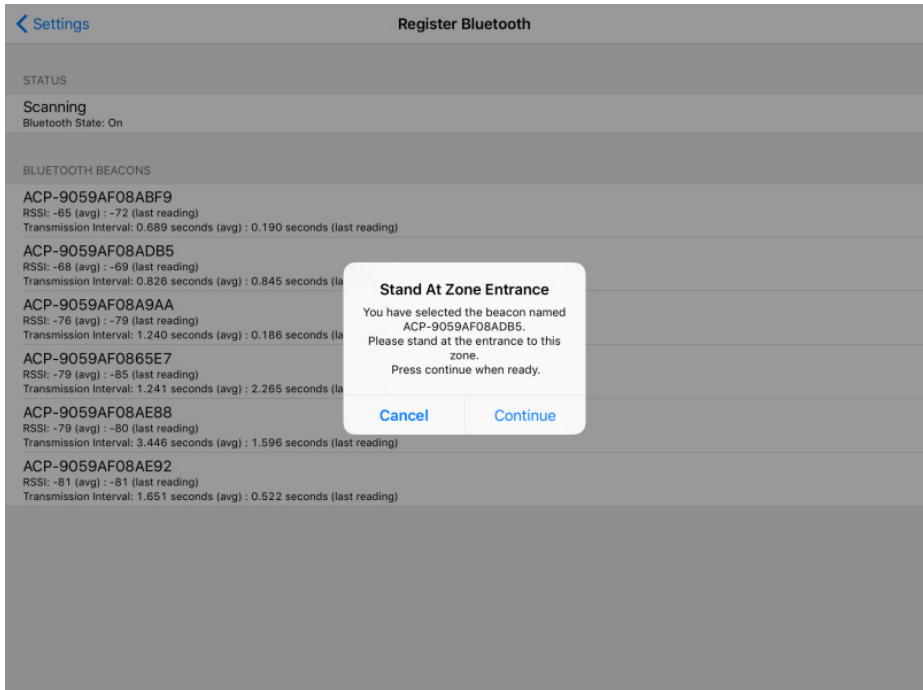 Settings
Register Bluetooth
STATUS
Scanning
Bluetooth State: On
BLUETOOTH BEACONS
ACP-9059AF08ABF9
RSSI: -65 (avg) : -72 (last reading)
Transmission Interval: 0.689 seconds (avg) : 0.190 seconds (last reading)
ACP-9059AF08ADB5
RSSI: -68 (avg) : -69 (last reading)
Transmission Interval: 0.826 seconds (avg) : 0.845 seconds (la
ACP-9059AF08A9AA
RSSI: -76 (avg) : -79 (last reading)
Transmission Interval: 1.240 seconds (avg) : 0.186 seconds (la
ACP-9059AF0865E7
RSSI: -79 (avg) : -85 (last reading)
Transmission Interval: 1.241 seconds (avg) : 2.265 seconds (la
ACP-9059AF08AE88
RSSI: -79 (avg) : -80 (last reading)
Transmission Interval: 3.446 seconds (avg) : 1.596 seconds (last reading)
ACP-9059AF08AE92
RSSI: -81 (avg) : -81 (last reading)
Transmission Interval: 1.651 seconds (avg) : 0.522 seconds (last reading)
Stand At Zone Entrance
You have selected the beacon named
ACP-9059AF08ADB5.
Please stand at the entrance to this
zone.
Press continue when ready.
Cancel
Continue